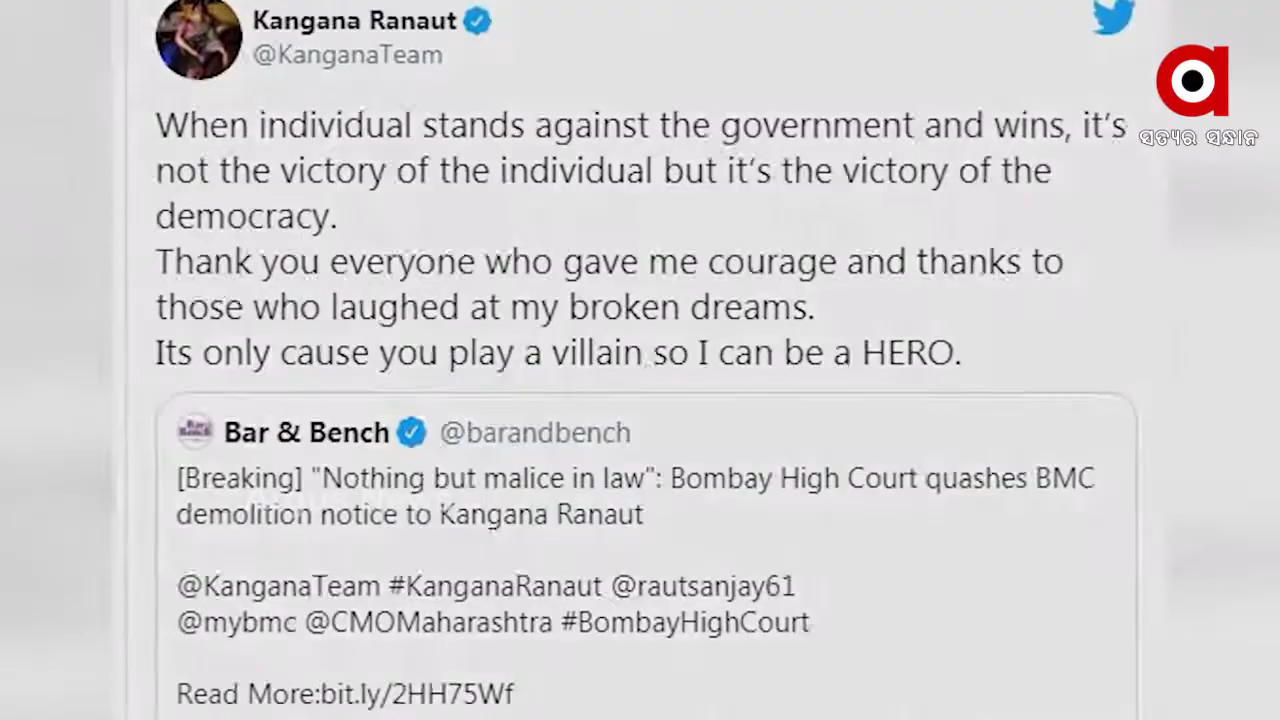 Kangana Ranaut
@KanganaTeam
When individual stands against the government and wins, it's
not the victory of the individual but it's the victory of the
democracy.
Thank you everyone who gave me courage and thanks to
those who laughed at my broken dreams.
Its only cause you play a villain so I can be a HERO.
ସତ୍ୟର ସନ୍ଧାନ
Bar & Bench @barandbench
[Breaking] "Nothing but malice in law": Bombay High Court quashes BMC
demolition notice to Kangana Ranaut
@KanganaTeam #KanganaRanaut @rautsanjay61
@mybmc @CMOMaharashtra #BombayHighCourt
Read More:bit.ly/2HH75Wf